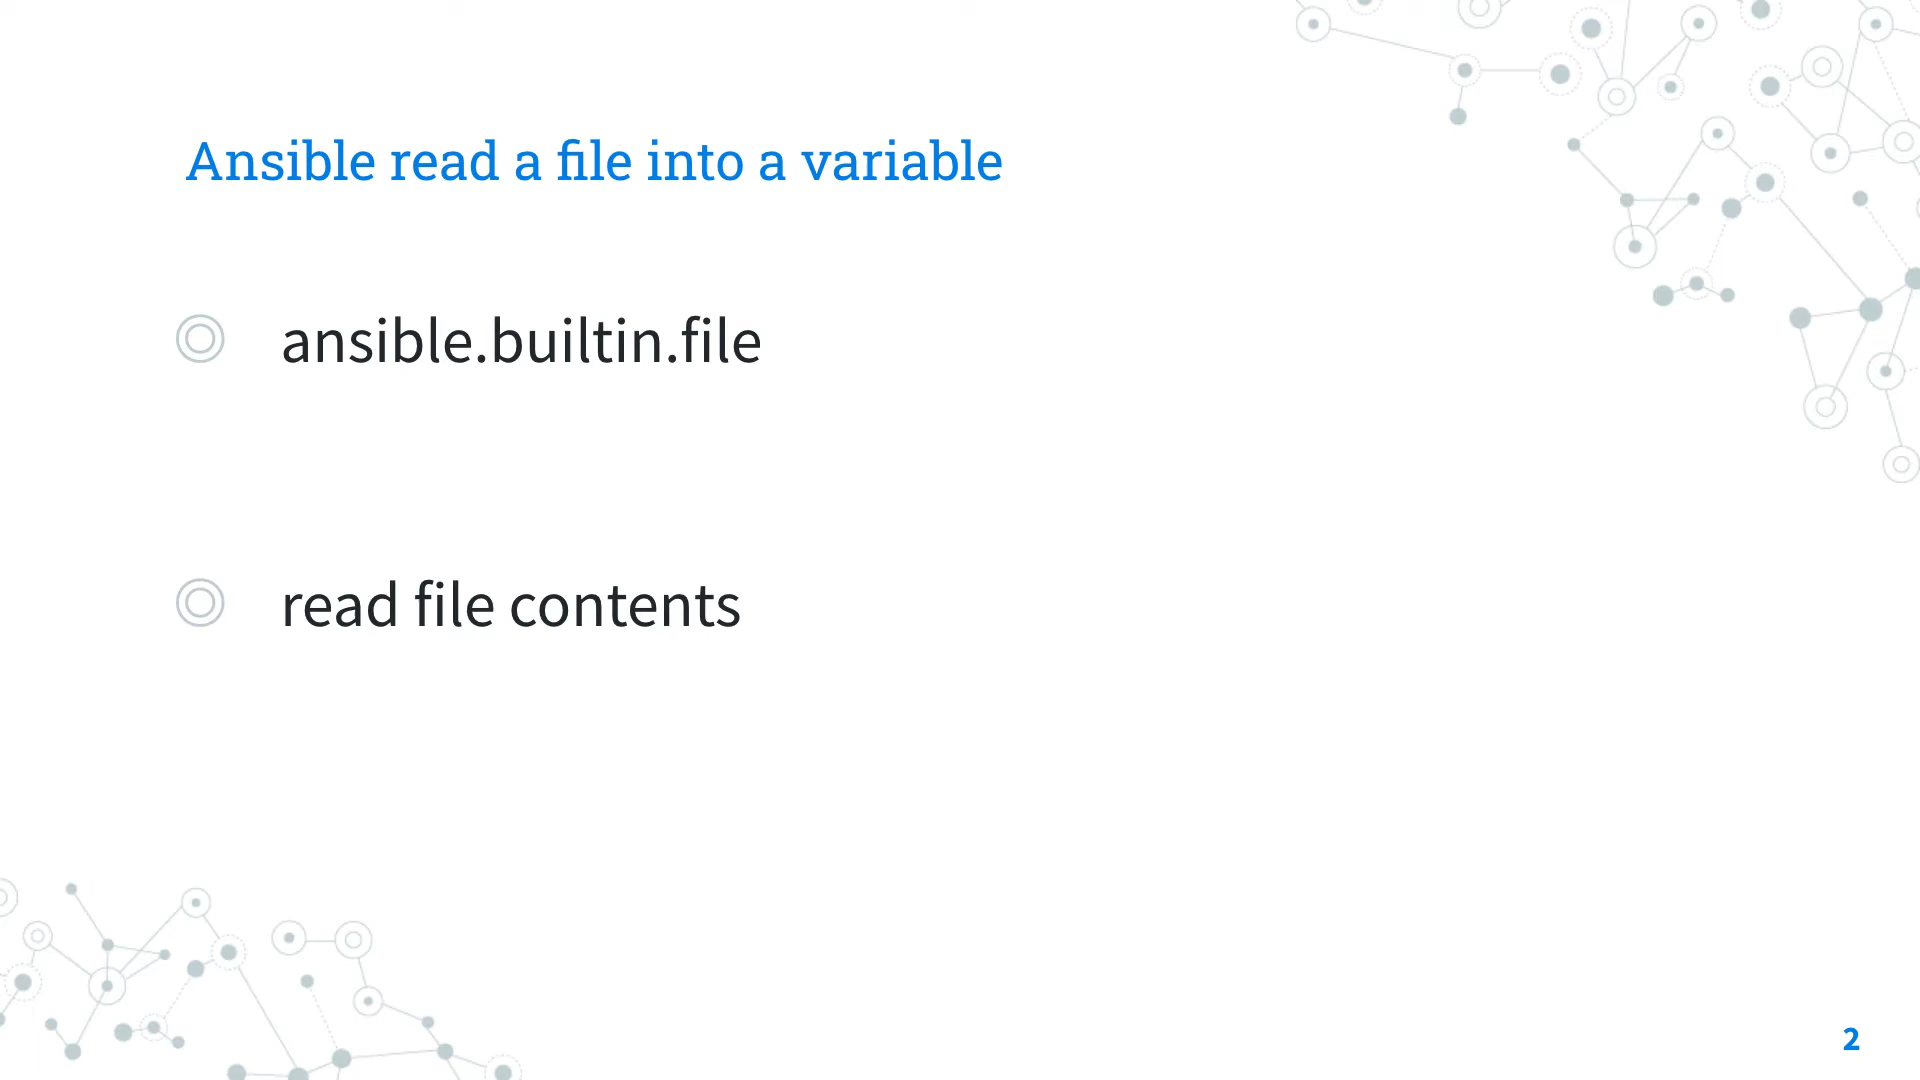 Ansible read a file into a variable
ansible.builtin.file
read file contents
2